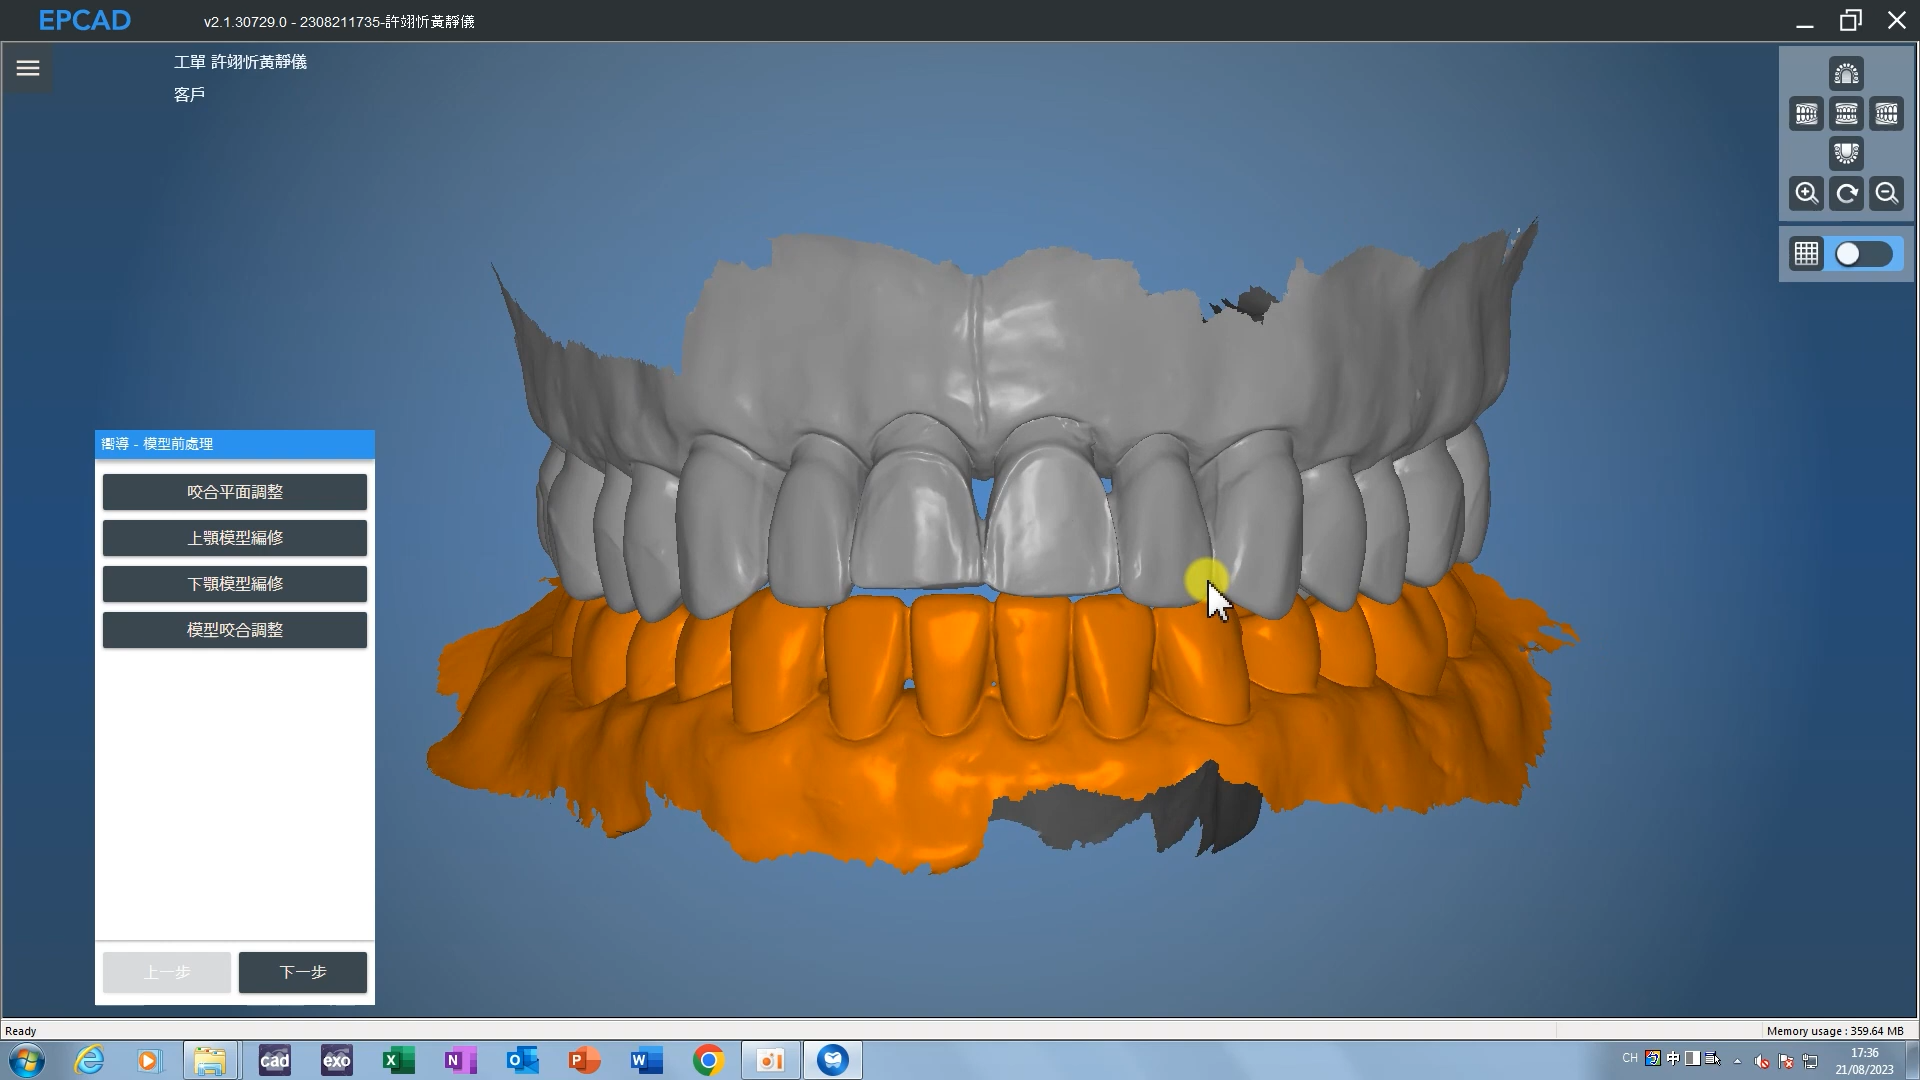 EPCAD
v2.1.30729.0 - 2308211735-許翊忻黃靜儀
工單 許翊忻黃靜儀
客戶
嚮導 - 模型前處理
咬合平面調整
上顎模型編修
下顎模型編修
模型咬合調整
上一步
下一步
Ready
Memory usage : 359.64 MB
cad
exo
CH
中
17:36
21/08/2023